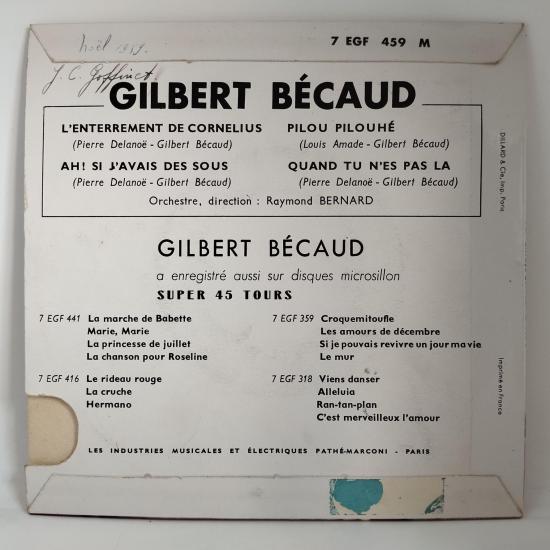 Noël 1959.
7 EGF 459 M
J. C. Goffinet
GILBERT BÉCAUD
L'ENTERREMENT DE CORNELIUS
(Pierre Delanoë - Gilbert Bécaud)
PILOU PILOUHÉ
(Louis Amade - Gilbert Bécaud)
AH! SI J'AVAIS DES SOUS
(Pierre Delanoë - Gilbert Bécaud)
QUAND TU N'ES PAS LA
(Pierre Delanoë - Gilbert Bécaud)
Orchestre, direction : Raymond BERNARD
DILLARD & Cie, Imp. Paris
GILBERT BÉCAUD
a enregistré aussi sur disques microsillon
SUPER 45 TOURS
7 EGF 441 La marche de Babette
Marie, Marie
La princesse de juillet
La chanson pour Roseline
7 EGF 359 Croquemitoufle
Les amours de décembre
Si je pouvais revivre un jour ma vie
Le mur
7 EGF 416 Le rideau rouge
La cruche
Hermano
7 EGF 318 Viens danser
Alleluia
Ran-tan-plan
C'est merveilleux l'amour
Imprimé en France
LES INDUSTRIES MUSICALES ET ÉLECTRIQUES PATHÉ-MARCONI - PARIS